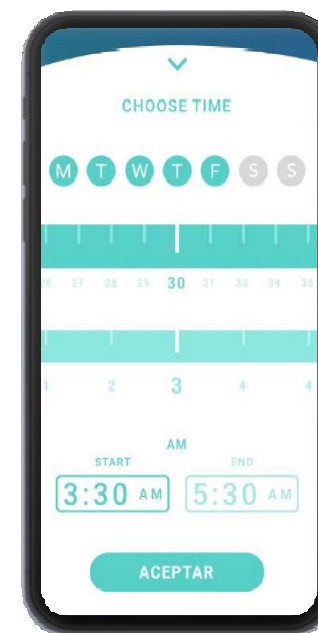 CHOOSE TIME
M T W T F S S
26 27 28 29 30 31 33 34 35
1 2 3 4 4
AM
START END
3:30 AM 5:30 AM
ACEPTAR